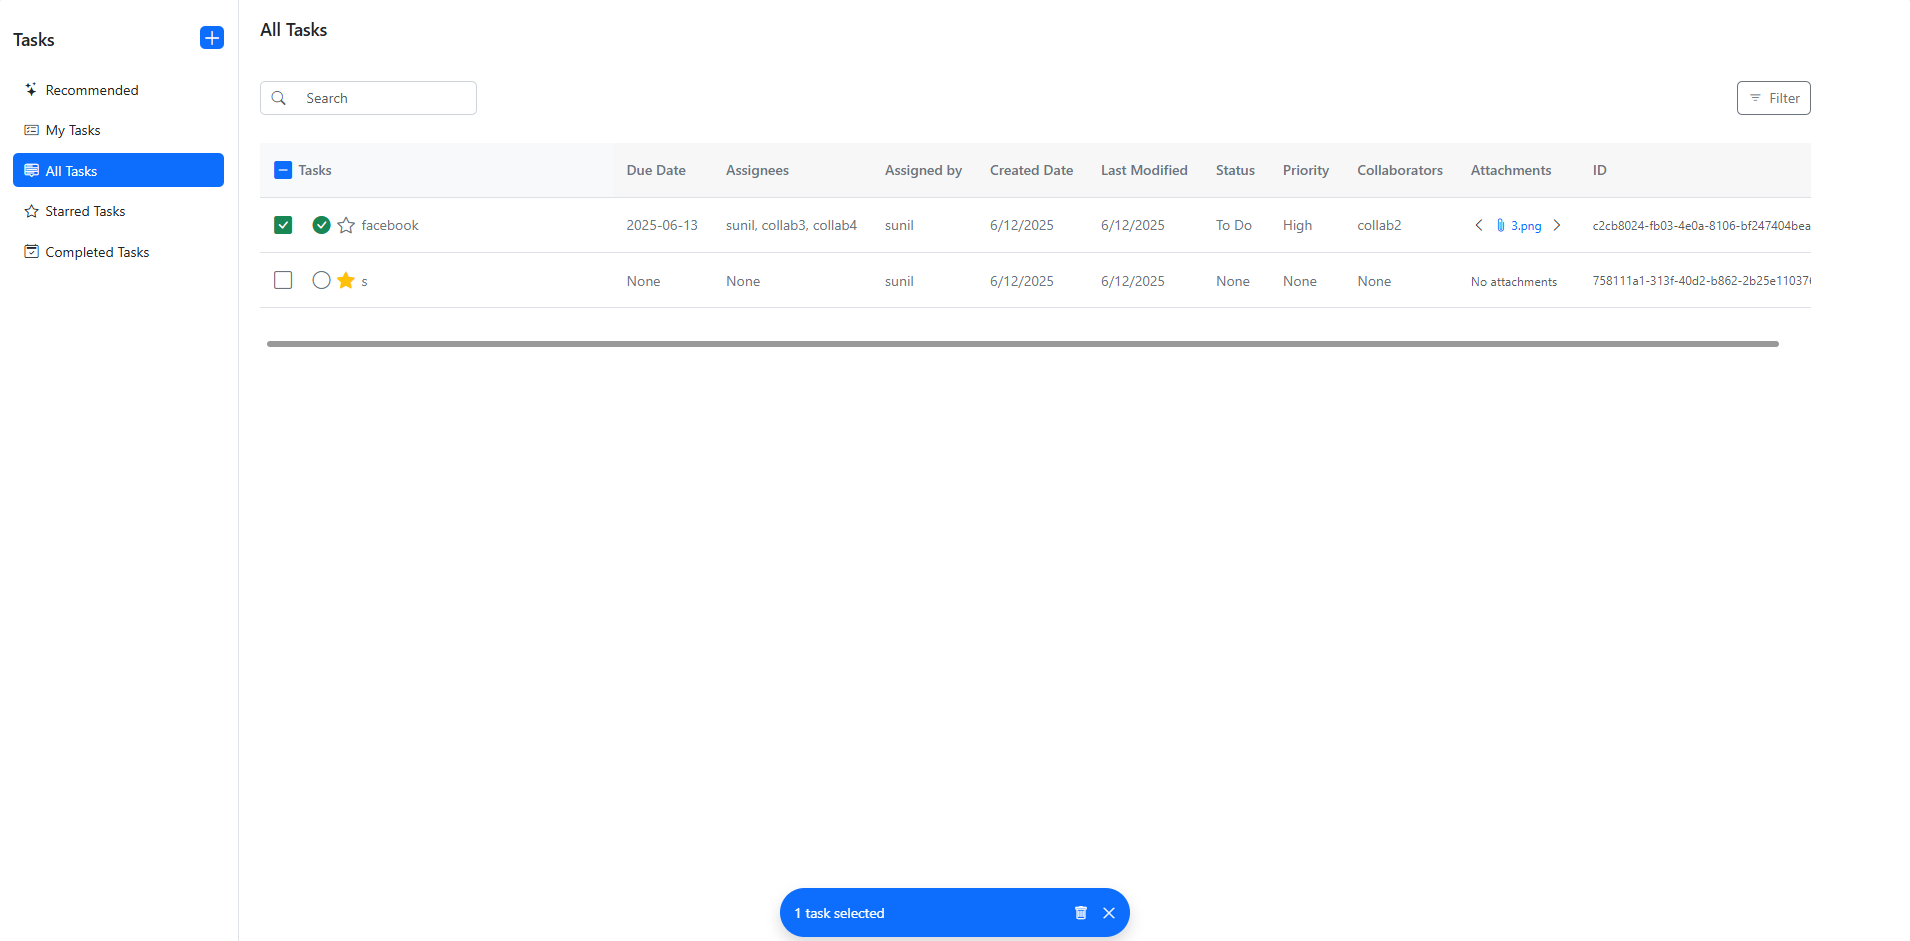 Tasks
Recommended
My Tasks
All Tasks
Starred Tasks
Completed Tasks
All Tasks
Search
Filter
Tasks Due Date Assignees Assigned by Created Date Last Modified Status Priority Collaborators Attachments ID
facebook 2025-06-13 sunil, collab3, collab4 sunil 6/12/2025 6/12/2025 To Do High collab2 3.png c2cb8024-fb03-4e0a-8106-bf247404bea
s None None sunil 6/12/2025 6/12/2025 None None None No attachments 758111a1-313f-40d2-b862-2b25e11037
1 task selected